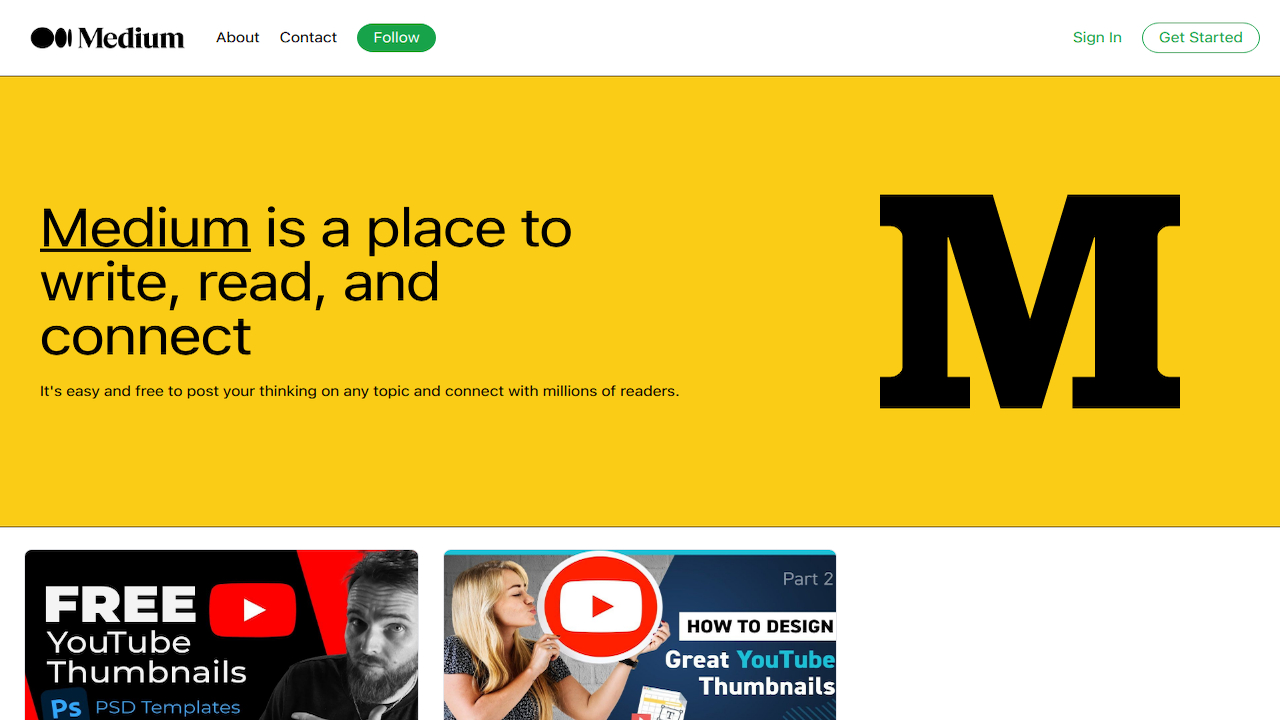 Medium
About
Contact
Follow
Sign In
Get Started
Medium is a place to
write, read, and
connect
It's easy and free to post your thinking on any topic and connect with millions of readers.
M
FREE
YouTube
Thumbnails
Ps PSD Templates
Part 2
HOW TO DESIGN
Great YouTube
Thumbnails
T